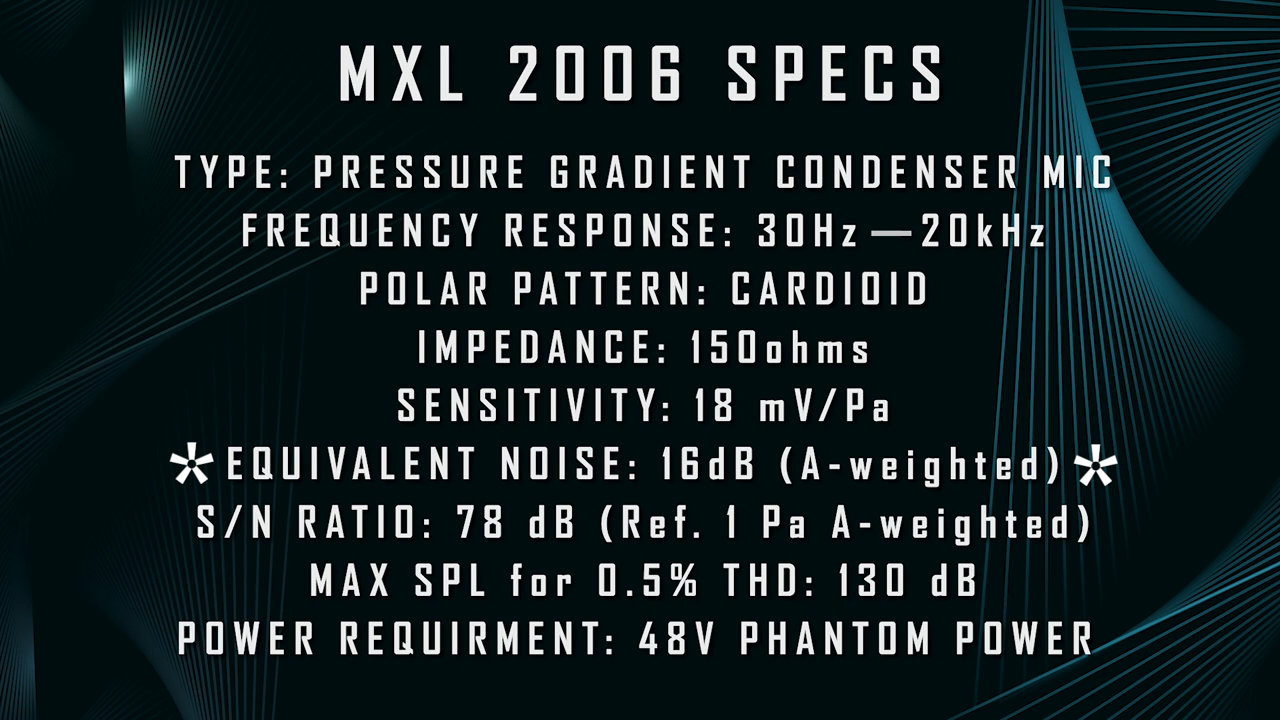 MXL 2006 SPECS
TYPE: PRESSURE GRADIENT CONDENSER MIC
FREQUENCY RESPONSE: 30Hz — 20kHz
POLAR PATTERN: CARDIOID
IMPEDANCE: 150ohms
SENSITIVITY: 18 mV/Pa
*EQUIVALENT NOISE: 16dB (A-weighted)*
S/N RATIO: 78 dB (Ref. 1 Pa A-weighted)
MAX SPL for 0.5% THD: 130 dB
POWER REQUIRMENT: 48V PHANTOM POWER